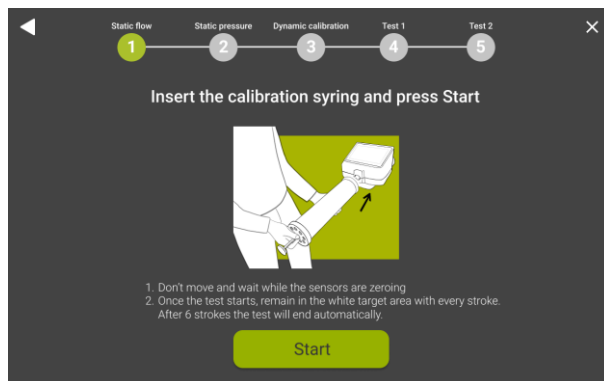 Static flow
Static pressure
Dynamic calibration
Test 1
Test 2
1
2
3
4
5
Insert the calibration syring and press Start
1. Don't move and wait while the sensors are zeroing
2. Once the test starts, remain in the white target area with every stroke.
After 6 strokes the test will end automatically.
Start